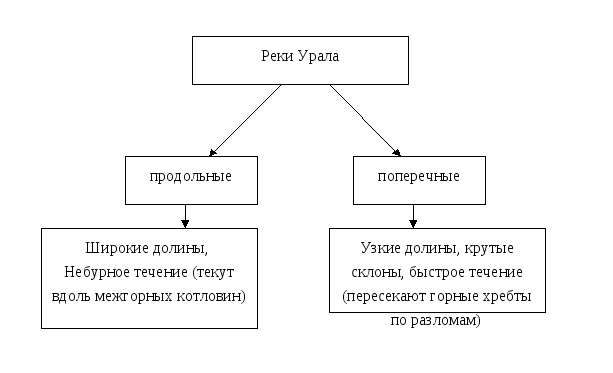 Реки Урала
продольные
поперечные
Широкие долины,
Небурное течение (текут
вдоль межгорных котловин)
Узкие долины, крутые
склоны, быстрое течение
(пересекают горные хребты
по разломам)